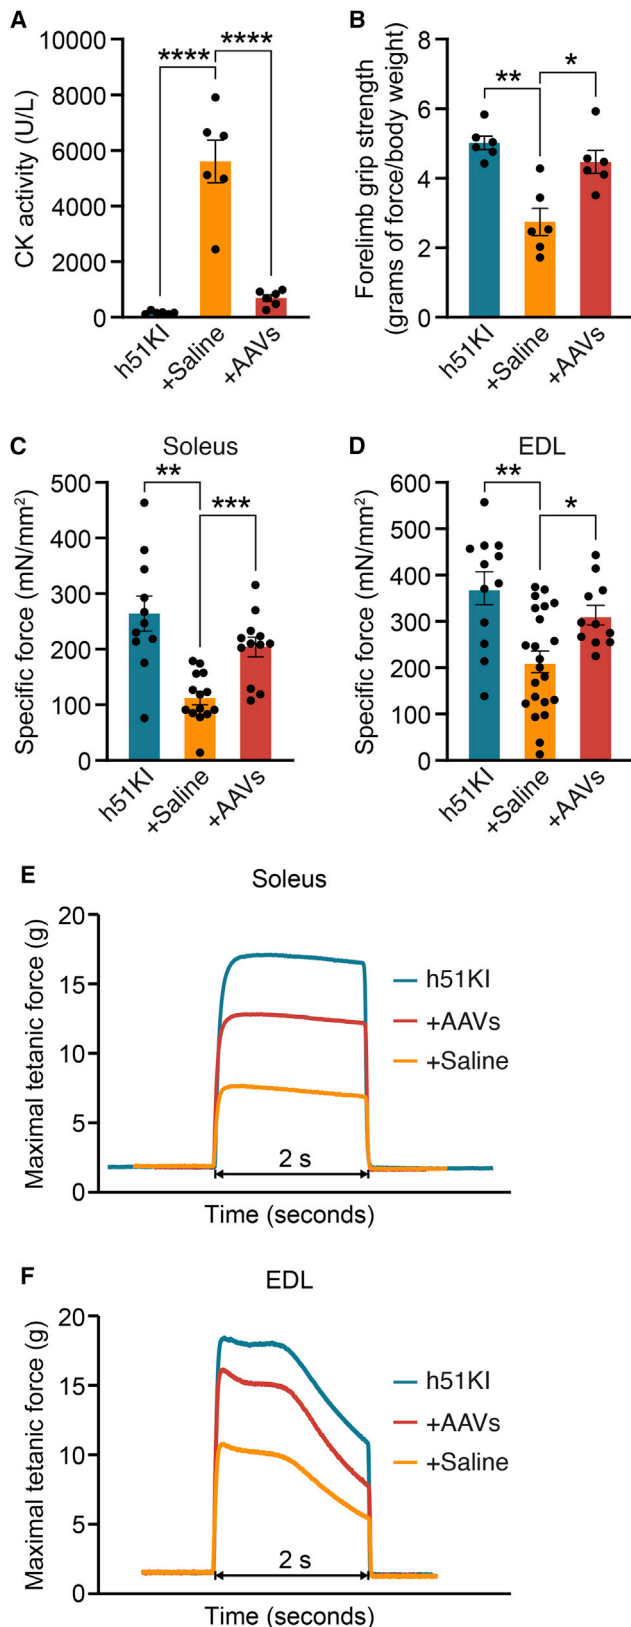 A
CK activity (U/L)
10000
8000
6000
4000
2000
0
****
****
h51KI
+Saline
+AAVs
B
Forelimb grip strength
(grams of force/body weight)
8
6
4
2
0
**
*
h51KI
+Saline
+AAVs
C
Soleus
Specific force (mN/mm²)
500
400
300
200
100
0
**
***
h51KI
+Saline
+AAVs
D
EDL
Specific force (mN/mm²)
600
500
400
300
200
100
0
**
*
h51KI
+Saline
+AAVs
E
Soleus
Maximal tetanic force (g)
20
15
10
5
0
h51KI
+AAVs
+Saline
2 s
Time (seconds)
F
EDL
Maximal tetanic force (g)
20
15
10
5
0
h51KI
+AAVs
+Saline
2 s
Time (seconds)